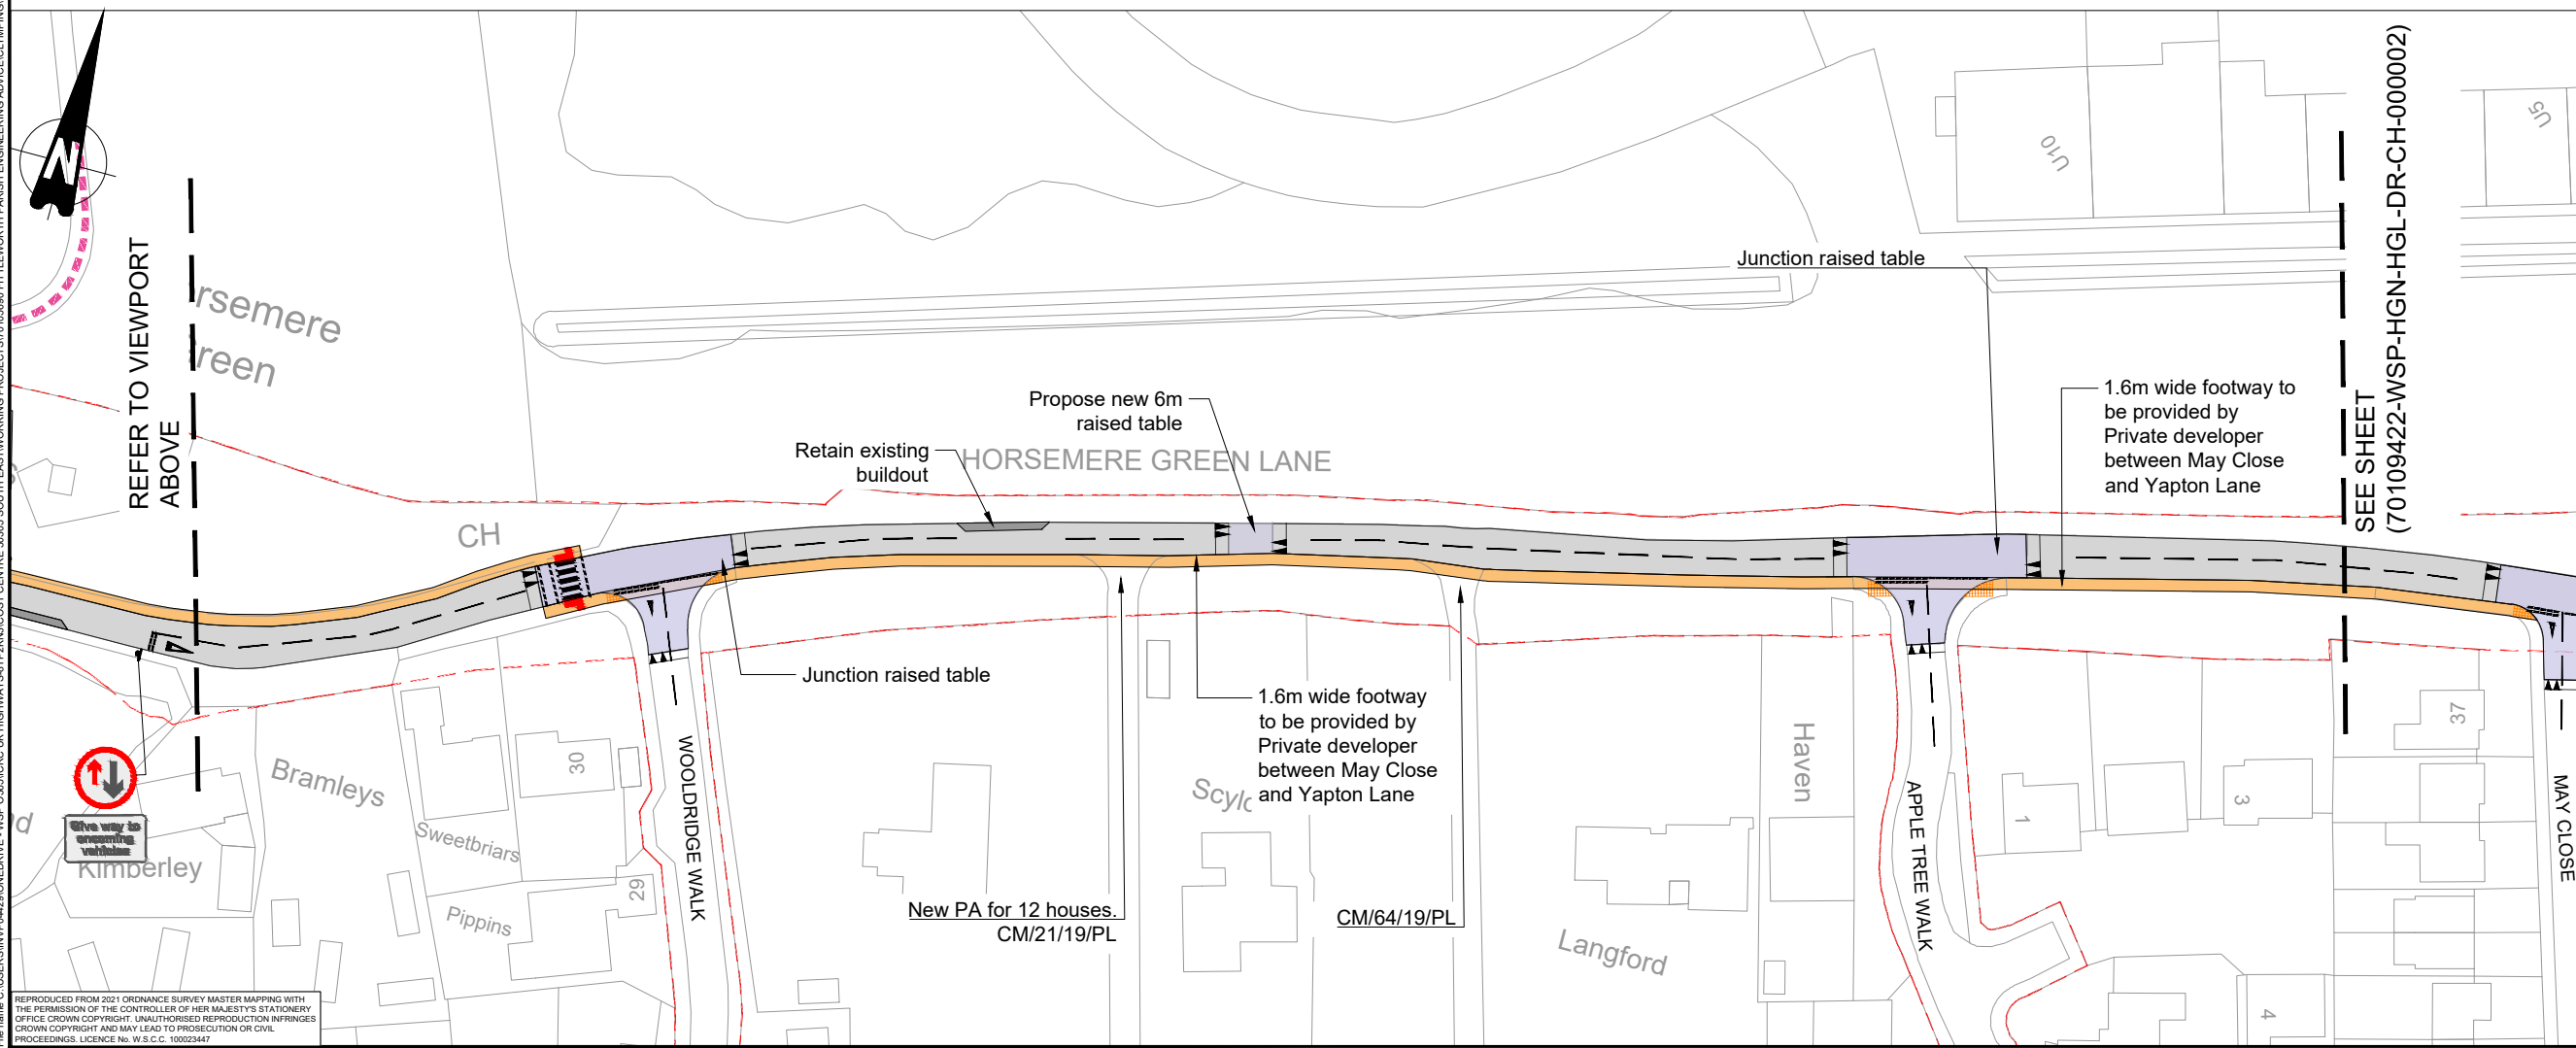 N
REFER TO VIEWPORT
ABOVE
rsemere
reen
CH
Retain existing
buildout
Propose new 6m
raised table
HORSEMERE GREEN LANE
Junction raised table
1.6m wide footway to
be provided by
Private developer
between May Close
and Yapton Lane
SEE SHEET
(70109422-WSP-HGN-HGL-DR-CH-000002)
U10
U5
Junction raised table
1.6m wide footway
to be provided by
Private developer
between May Close
and Yapton Lane
New PA for 12 houses.
CM/21/19/PL
CM/64/19/PL
Give way to
oncoming
vehicles
Kimberley
Bramleys
Sweetbriars
Pippins
30
29
WOOLDRIDGE WALK
Scylc
Haven
Langford
APPLE TREE WALK
1
3
4
37
MAY CLOSE
REPRODUCED FROM 2021 ORDNANCE SURVEY MASTER MAPPING WITH
THE PERMISSION OF THE CONTROLLER OF HER MAJESTY'S STATIONERY
OFFICE CROWN COPYRIGHT. UNAUTHORISED REPRODUCTION INFRINGES
CROWN COPYRIGHT AND MAY LEAD TO PROSECUTION OR CIVIL
PROCEEDINGS. LICENCE No. W.S.C.C. 100023447